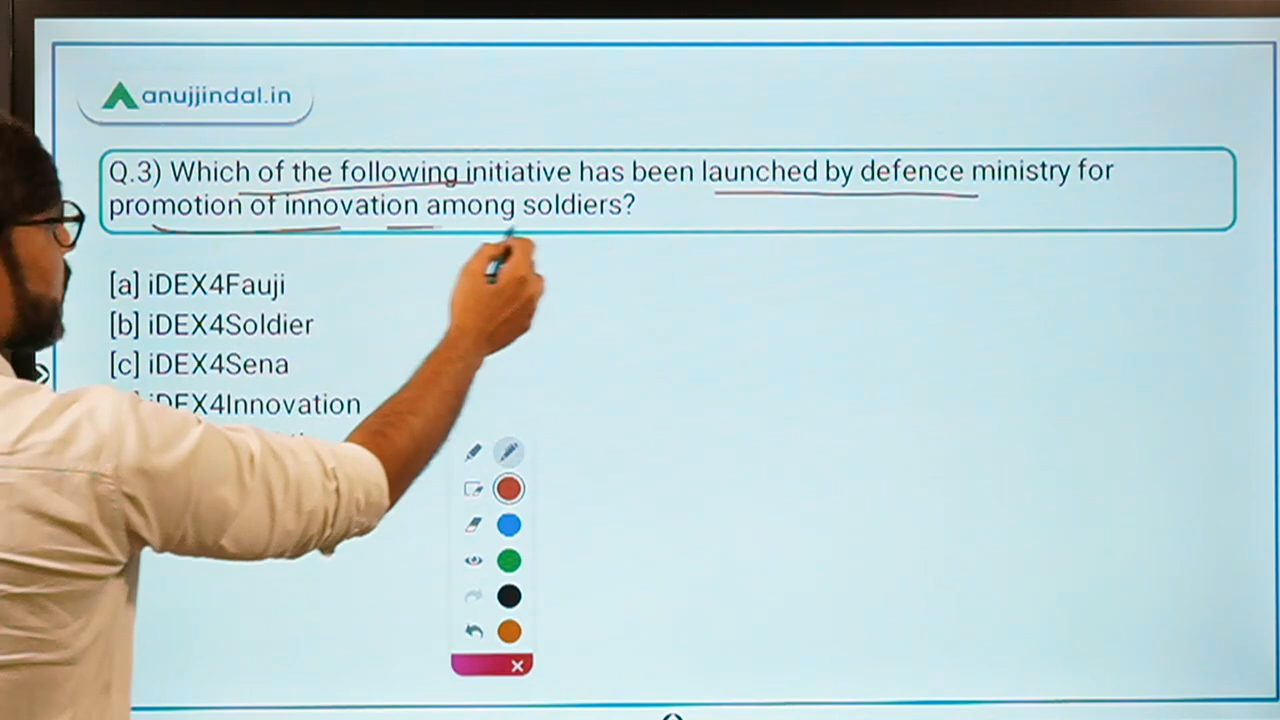 anujjindal.in
Q.3) Which of the following initiative has been launched by defence ministry for
promotion of innovation among soldiers?
[a] iDEX4Fauji
[b] iDEX4Soldier
[c] iDEX4Sena
iDEX4Innovation